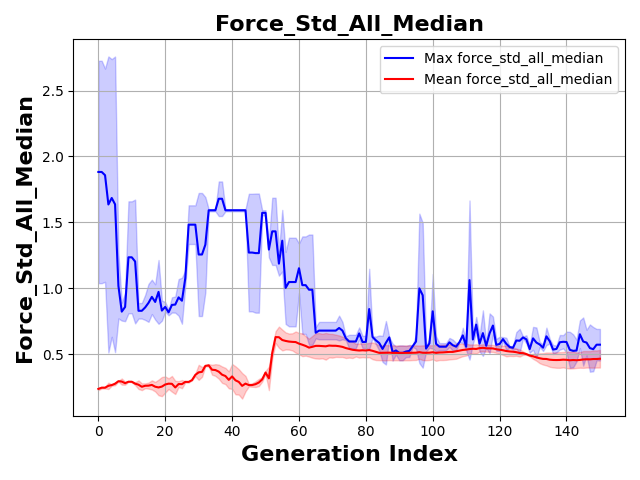 Force_Std_All_Median
Max force_std_all_median
Mean force_std_all_median
Force_Std_All_Median
2.5
2.0
1.5
1.0
0.5
0 20 40 60 80 100 120 140
Generation Index